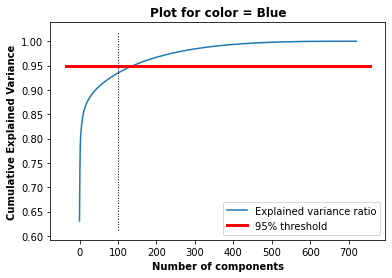 Plot for color = Blue
Cumulative Explained Variance
1.00
0.95
0.90
0.85
0.80
0.75
0.70
0.65
0.60
Explained variance ratio
95% threshold
0 100 200 300 400 500 600 700
Number of components